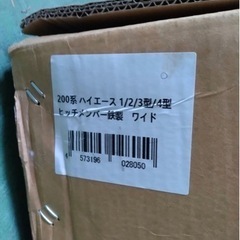 200系 ハイエース 1/2/3型/4型
ヒッチメンバー鉄製　ワイド
4 573196 028050